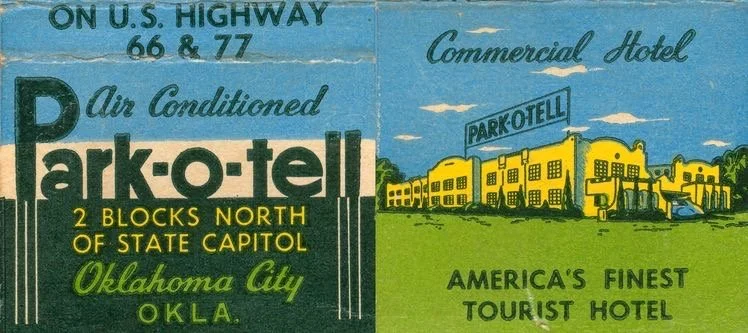 ON U.S. HIGHWAY
66 & 77
Air Conditioned
Park-o-tell
2 BLOCKS NORTH
OF STATE CAPITOL
Oklahoma City
OKLA.
Commercial Hotel
PARK-O-TELL
AMERICA'S FINEST
TOURIST HOTEL